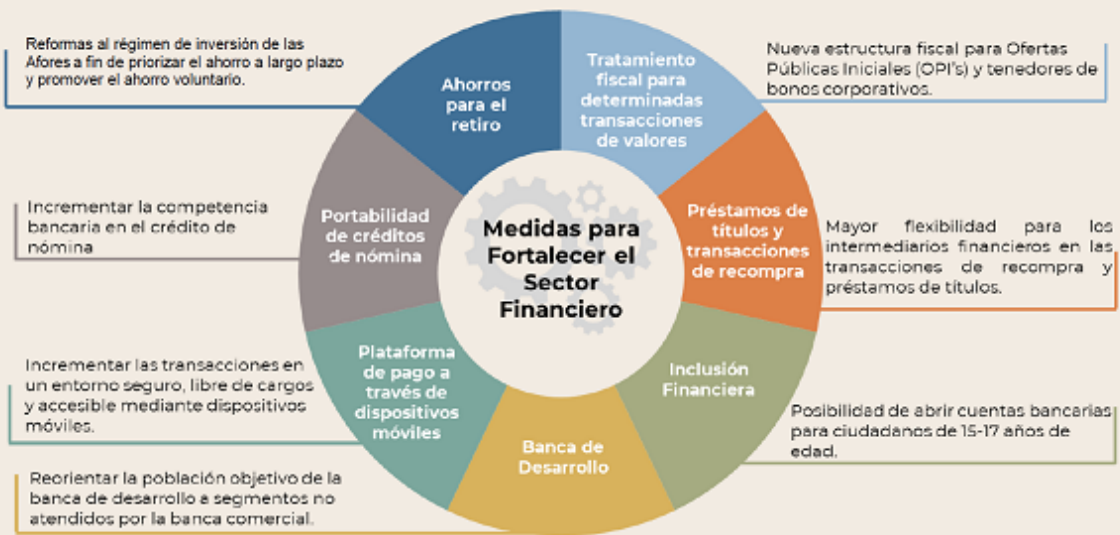 Reformas al régimen de inversión de las
Afores a fin de priorizar el ahorro a largo plazo
y promover el ahorro voluntario.
Ahorros
para el
retiro
Tratamiento
fiscal para
determinadas
transacciones
de valores
Nueva estructura fiscal para Ofertas
Públicas Iniciales (OPI's) y tenedores de
bonos corporativos.
Incrementar la competencia
bancaria en el crédito de
nómina
Portabilidad
de créditos
de nómina
Medidas para
Fortalecer el
Sector
Financiero
Préstamos de
títulos y
transacciones
de recompra
Mayor flexibilidad para los
intermediarios financieros en las
transacciones de recompra y
préstamos de títulos.
Incrementar las transacciones en
un entorno seguro, libre de cargos
y accesible mediante dispositivos
móviles.
Plataforma
de pago a
través de
dispositivos
móviles
Inclusión
Financiera
Posibilidad de abrir cuentas bancarias
para ciudadanos de 15-17 años de
edad.
Banca de
Desarrollo
Reorientar la población objetivo de la
banca de desarrollo a segmentos no
atendidos por la banca comercial.